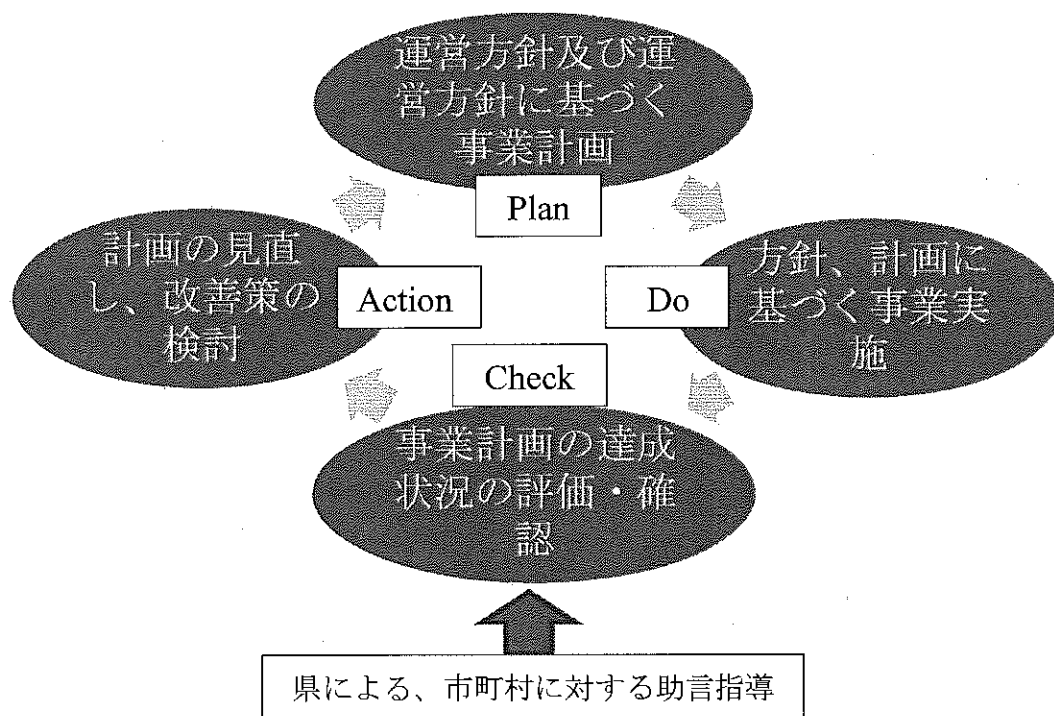 運営方針及び運
営方針に基づく
事業計画
Plan
計画の見直
し、改善策の
検討
Action
Do
方針、計画に
基づく事業実
施
Check
事業計画の達成
状況の評価・確
認
県による、市町村に対する助言指導